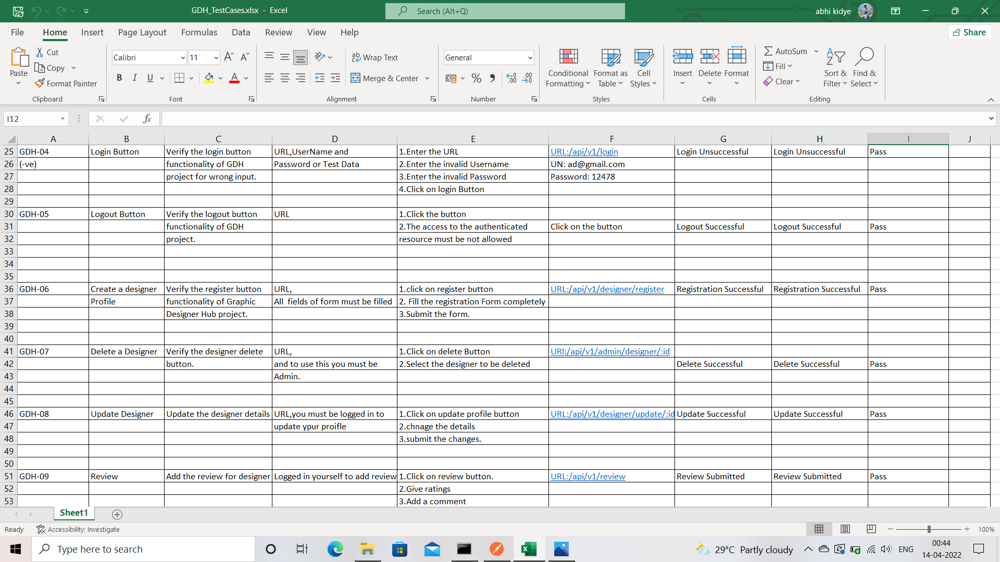 GDH_TestCases.xlsx - Excel
Search (Alt+Q)
abhi kidye
File Home Insert Page Layout Formulas Data Review View Help
Share
Paste
Cut
Copy
Format Painter
Clipboard
Calibri 11
B I U A
Font
Wrap Text
Merge & Center
Alignment
General
Number
Conditional Formatting
Format as Table
Cell Styles
Styles
Insert Delete Format
Cells
AutoSum
Fill
Clear
Sort & Filter
Find & Select
Editing
I12
fx
A B C D E F G H I J
25 GDH-04 Login Button Verify the login button URL,UserName and 1.Enter the URL URL:/api/v1/login Login Unsuccessful Login Unsuccessful Pass
26 (-ve) functionality of GDH Password or Test Data 2.Enter the invalid Username UN: ad@gmail.com
27 project for wrong input. 3.Enter the invalid Password Password: 12478
28 4.Click on login Button
29
30 GDH-05 Logout Button Verify the logout button URL 1.Click the button
31 functionality of GDH 2.The access to the authenticated Click on the button Logout Successful Logout Successful Pass
32 project. resource must be not allowed
33
34
35
36 GDH-06 Create a designer Verify the register button URL, 1.click on register button URL:/api/v1/designer/register Registration Successful Registration Successful Pass
37 Profile functionality of Graphic All fields of form must be filled 2. Fill the registration Form completely
38 Designer Hub project. 3.Submit the form.
39
40
41 GDH-07 Delete a Designer Verify the designer delete URL, 1.Click on delete Button URl:/api/v1/admin/designer/:id
42 button. and to use this you must be 2.Select the designer to be deleted Delete Successful Delete Successful Pass
43 Admin.
44
45
46 GDH-08 Update Designer Update the designer details URL,you must be logged in to 1.Click on update profile button URL:/api/v1/designer/update/:id Update Successful Update Successful Pass
47 update ypur proifle 2.chnage the details
48 3.submit the changes.
49
50
51 GDH-09 Review Add the review for designer Logged in yourself to add review 1.Click on review button. URL:/api/v1/review Review Submitted Review Submitted Pass
52 2.Give ratings
53 3.Add a comment
Sheet1
Ready Accessibility: Investigate 100%
Type here to search
29°C Partly cloudy
ENG
00:44
14-04-2022